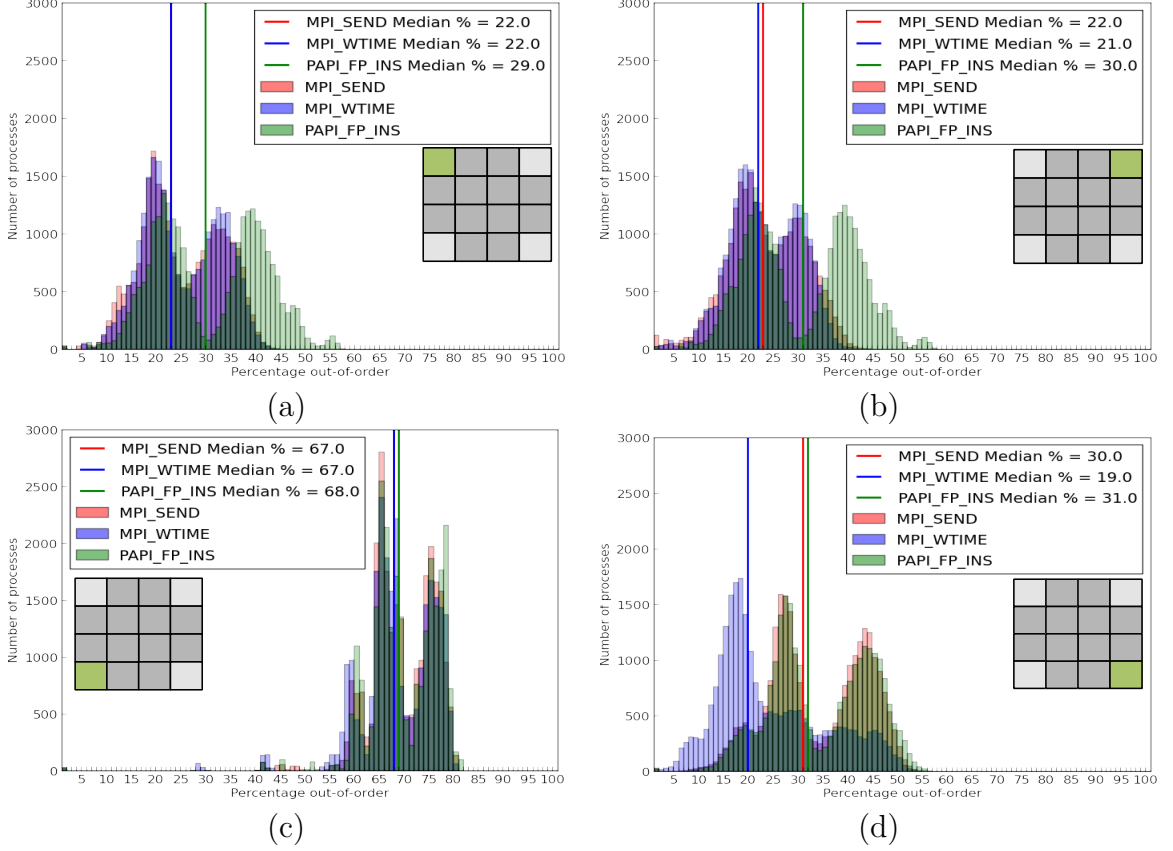 3000
2500
2000
1500
1000
500
0
Number of processes
MPI_SEND Median % = 22.0
MPI_WTIME Median % = 22.0
PAPI_FP_INS Median % = 29.0
MPI_SEND
MPI_WTIME
PAPI_FP_INS
5 10 15 20 25 30 35 40 45 50 55 60 65 70 75 80 85 90 95 101
Percentage out-of-order
(a)
3000
2500
2000
1500
1000
500
0
Number of processes
MPI_SEND Median % = 22.0
MPI_WTIME Median % = 21.0
PAPI_FP_INS Median % = 30.0
MPI_SEND
MPI_WTIME
PAPI_FP_INS
5 10 15 20 25 30 35 40 45 50 55 60 65 70 75 80 85 90 95 101
Percentage out-of-order
(b)
3000
2500
2000
1500
1000
500
0
Number of processes
MPI_SEND Median % = 67.0
MPI_WTIME Median % = 67.0
PAPI_FP_INS Median % = 68.0
MPI_SEND
MPI_WTIME
PAPI_FP_INS
5 10 15 20 25 30 35 40 45 50 55 60 65 70 75 80 85 90 95 101
Percentage out-of-order
(c)
3000
2500
2000
1500
1000
500
0
Number of processes
MPI_SEND Median % = 30.0
MPI_WTIME Median % = 19.0
PAPI_FP_INS Median % = 31.0
MPI_SEND
MPI_WTIME
PAPI_FP_INS
5 10 15 20 25 30 35 40 45 50 55 60 65 70 75 80 85 90 95 101
Percentage out-of-order
(d)